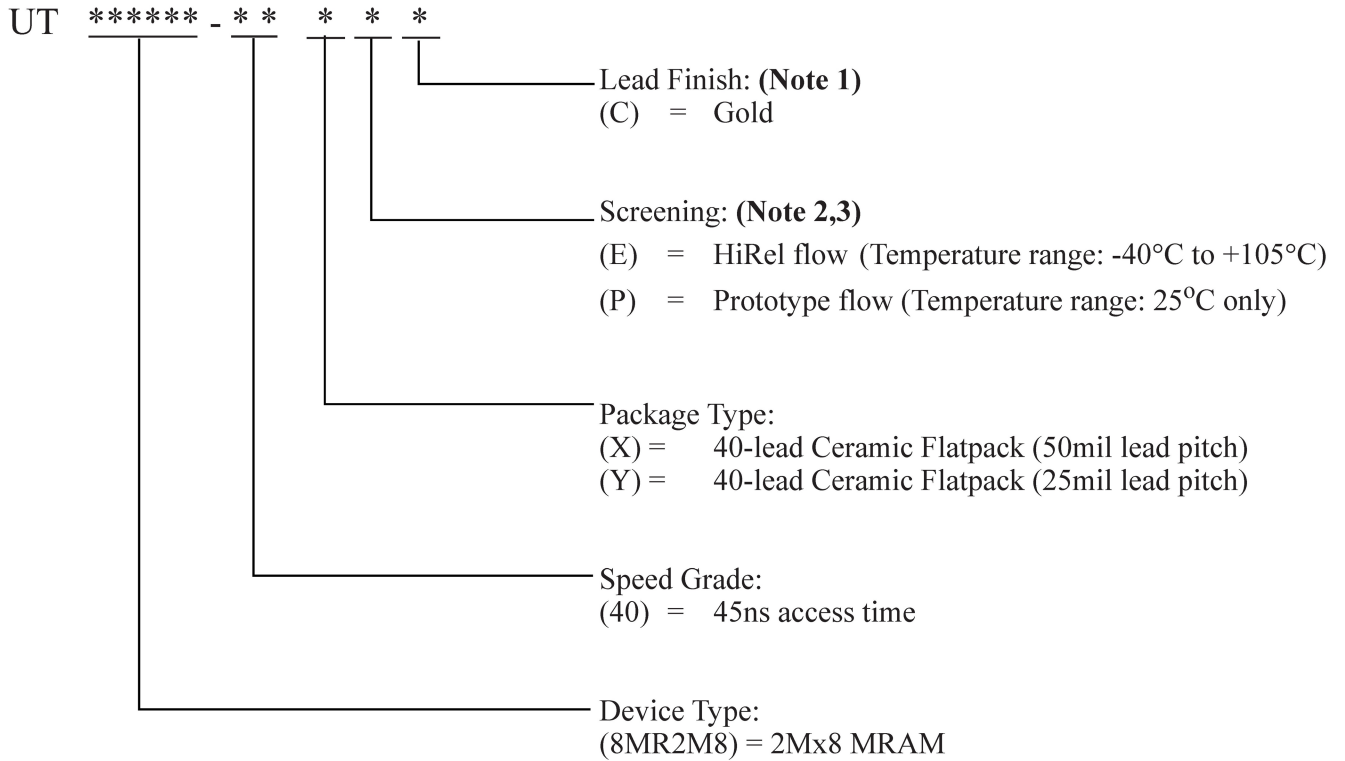 UT ****** - * * * * *
Lead Finish: (Note 1)
(C) = Gold
Screening: (Note 2,3)
(E) = HiRel flow (Temperature range: -40°C to +105°C)
(P) = Prototype flow (Temperature range: 25°C only)
Package Type:
(X) = 40-lead Ceramic Flatpack (50mil lead pitch)
(Y) = 40-lead Ceramic Flatpack (25mil lead pitch)
Speed Grade:
(40) = 45ns access time
Device Type:
(8MR2M8) = 2Mx8 MRAM